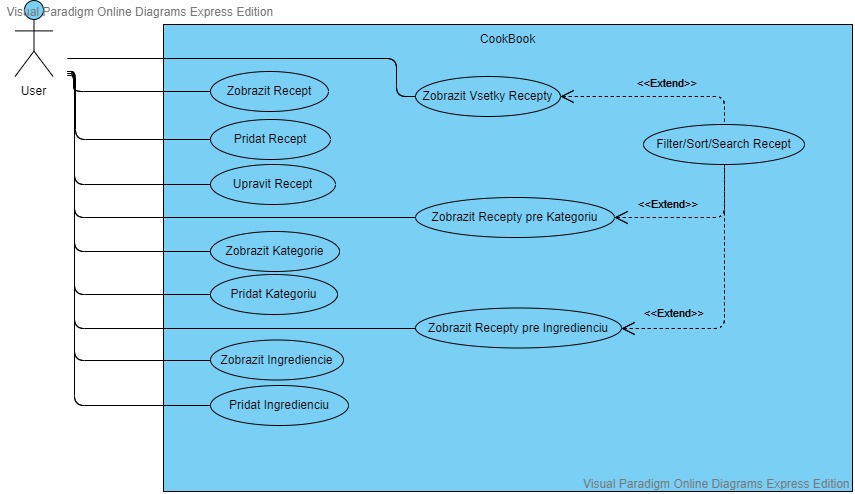 Visual Paradigm Online Diagrams Express Edition
CookBook
User
Zobrazit Recept
Zobrazit Vsetky Recepty
<<Extend>>
Pridat Recept
Filter/Sort/Search Recept
Upravit Recept
Zobrazit Recepty pre Kategoriu
<<Extend>>
Zobrazit Kategorie
Pridat Kategoriu
Zobrazit Recepty pre Ingredienciu
<<Extend>>
Zobrazit Ingrediencie
Pridat Ingredienciu
Visual Paradigm Online Diagrams Express Edition